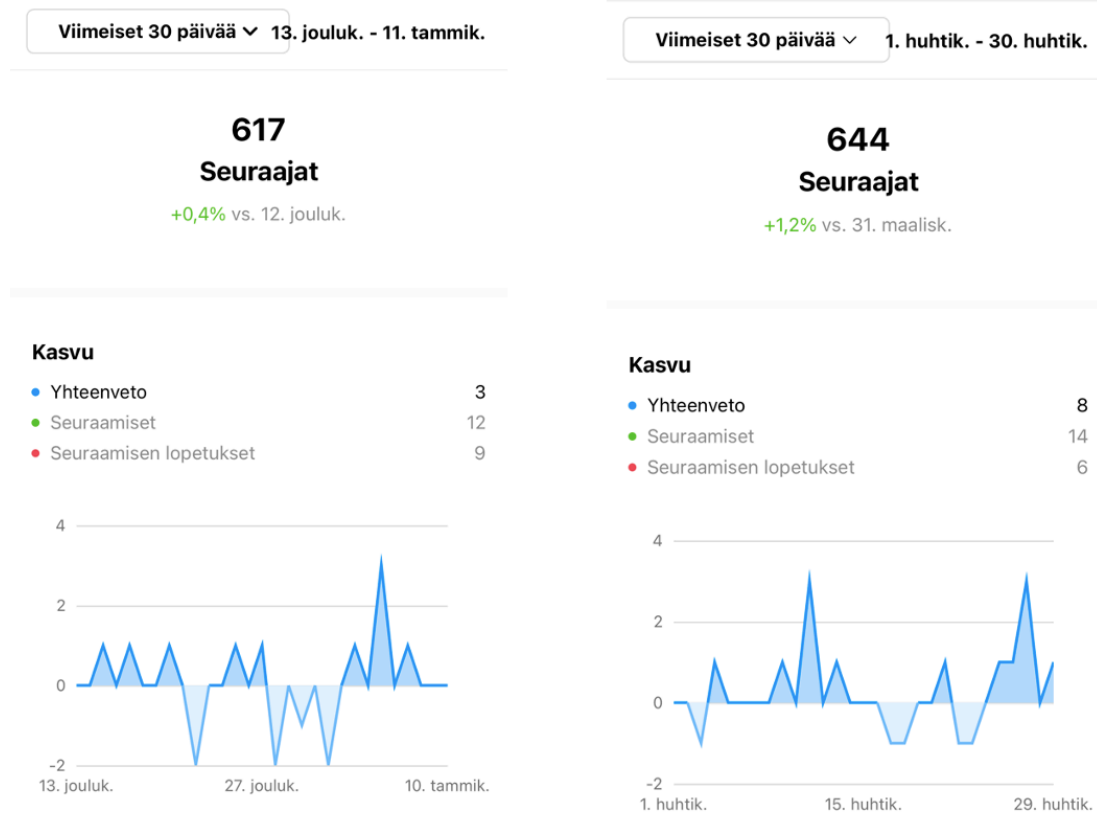 Viimeiset 30 päivää 13. jouluk. - 11. tammik.
617
Seuraajat
+0,4% vs. 12. jouluk.
Kasvu
Yhteenveto 3
Seuraamiset 12
Seuraamisen lopetukset 9
4
2
0
-2
13. jouluk. 27. jouluk. 10. tammik.
Viimeiset 30 päivää 1. huhtik. - 30. huhtik.
644
Seuraajat
+1,2% vs. 31. maalisk.
Kasvu
Yhteenveto 8
Seuraamiset 14
Seuraamisen lopetukset 6
4
2
0
-2
1. huhtik. 15. huhtik. 29. huhtik.